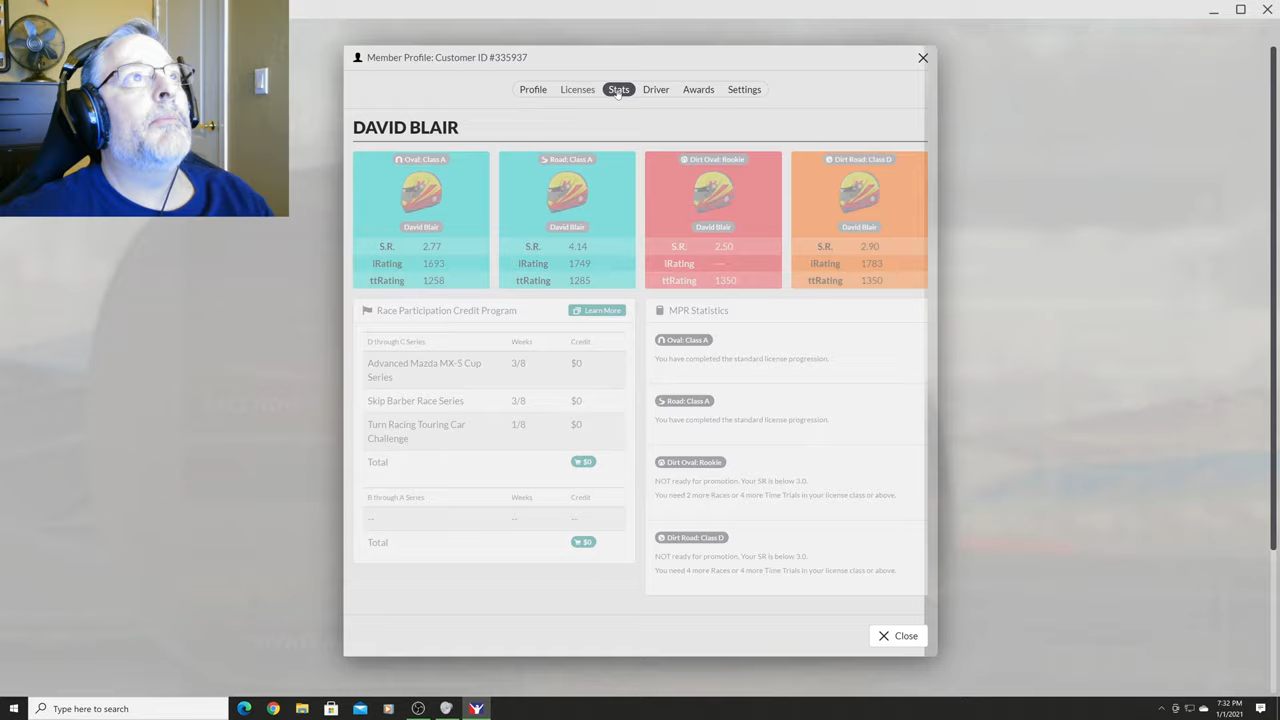 Member Profile: Customer ID #335937
Profile Licenses Stats Driver Awards Settings
DAVID BLAIR
Oval: Class A
David Blair
S.R. 2.77
iRating 1693
ttRating 1258
Road: Class A
David Blair
S.R. 4.14
iRating 1749
ttRating 1285
Dirt Oval: Rookie
David Blair
S.R. 2.50
iRating ---
ttRating 1350
Dirt Road: Class D
David Blair
S.R. 2.90
iRating 1783
ttRating 1350
Race Participation Credit Program Learn More
D through C Series Weeks Credit
Advanced Mazda MX-5 Cup
Series 3/8 $0
Skip Barber Race Series 3/8 $0
Turn Racing Touring Car
Challenge 1/8 $0
Total $0
B through A Series Weeks Credit
-- -- --
Total $0
MPR Statistics
Oval: Class A
You have completed the standard license progression.
Road: Class A
You have completed the standard license progression.
Dirt Oval: Rookie
NOT ready for promotion. Your SR is below 3.0.
You need 2 more Races or 4 more Time Trials in your license class or above.
Dirt Road: Class D
NOT ready for promotion. Your SR is below 3.0.
You need 4 more Races or 4 more Time Trials in your license class or above.
Close
Type here to search
7:32 PM
1/1/2021